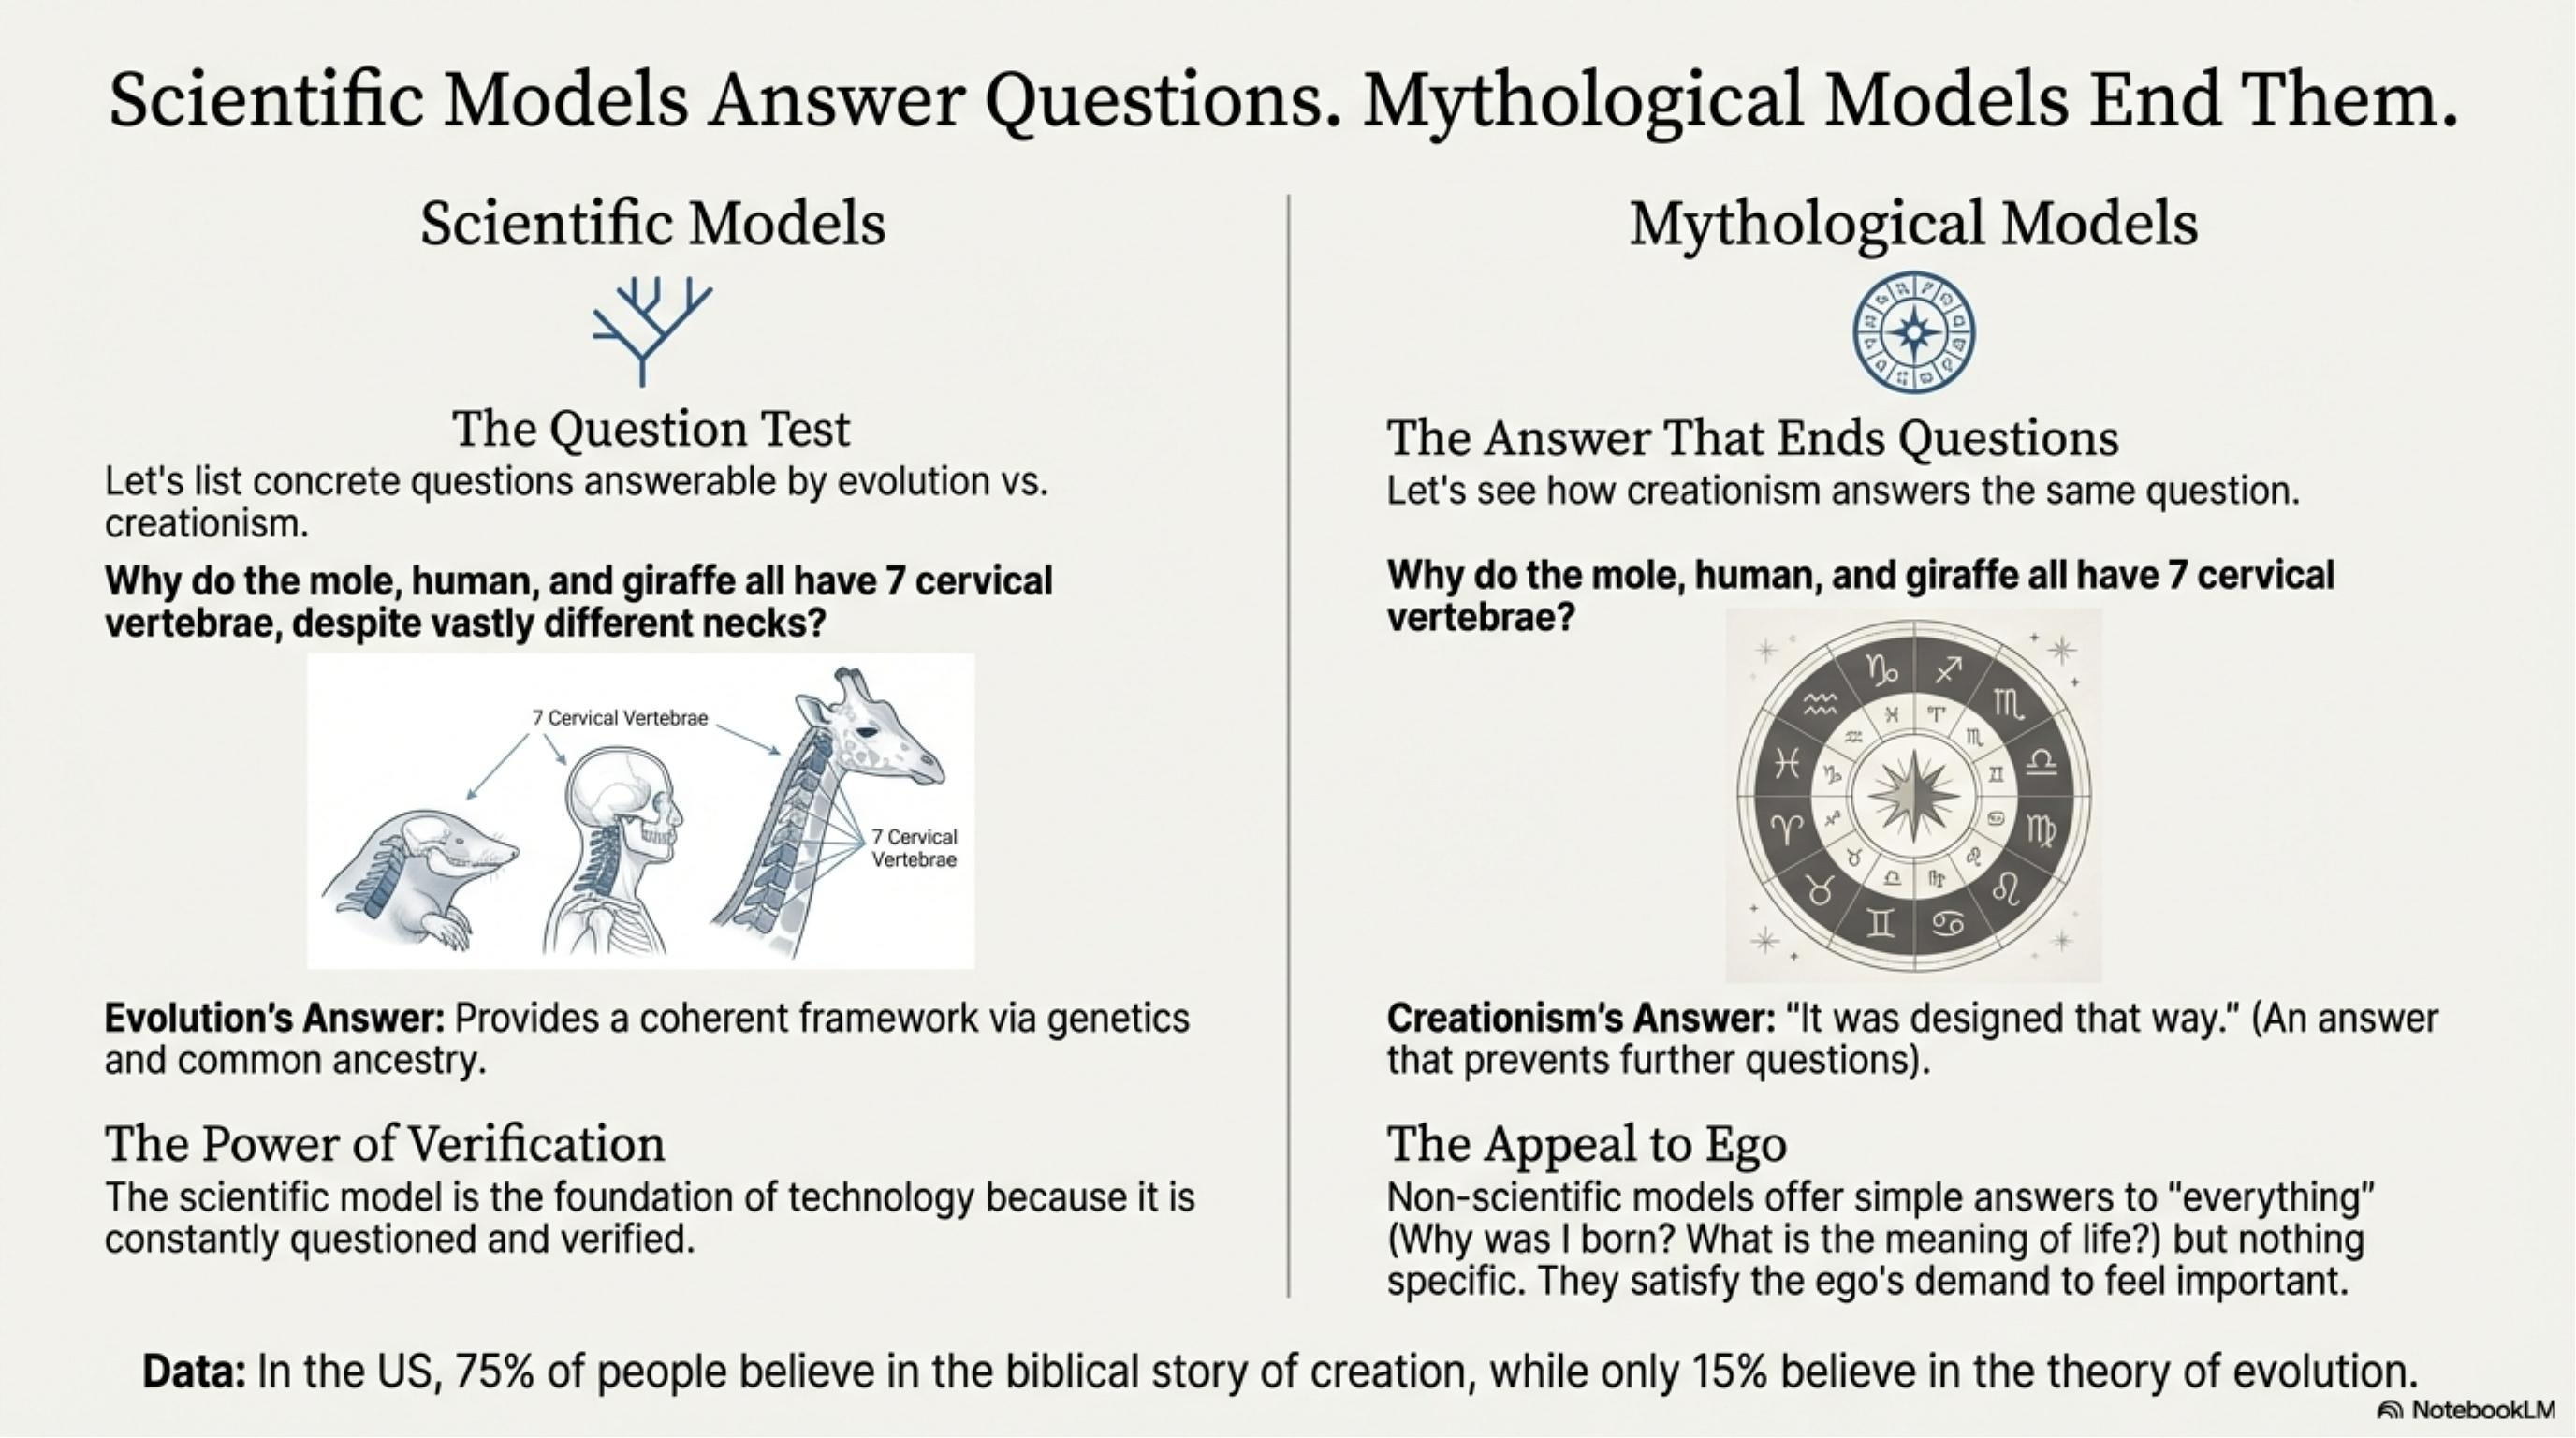 Scientific Models Answer Questions. Mythological Models End Them.
Scientific Models
The Question Test
Let's list concrete questions answerable by evolution vs.
creationism.
Why do the mole, human, and giraffe all have 7 cervical
vertebrae, despite vastly different necks?
7 Cervical Vertebrae
7 Cervical
Vertebrae
Evolution's Answer: Provides a coherent framework via genetics
and common ancestry.
The Power of Verification
The scientific model is the foundation of technology because it is
constantly questioned and verified.
Mythological Models
The Answer That Ends Questions
Let's see how creationism answers the same question.
Why do the mole, human, and giraffe all have 7 cervical
vertebrae?
Creationism's Answer: “It was designed that way.” (An answer
that prevents further questions).
The Appeal to Ego
Non-scientific models offer simple answers to “everything”
(Why was I born? What is the meaning of life?) but nothing
specific. They satisfy the ego's demand to feel important.
Data: In the US, 75% of people believe in the biblical story of creation, while only 15% believe in the theory of evolution.
NotebookLM